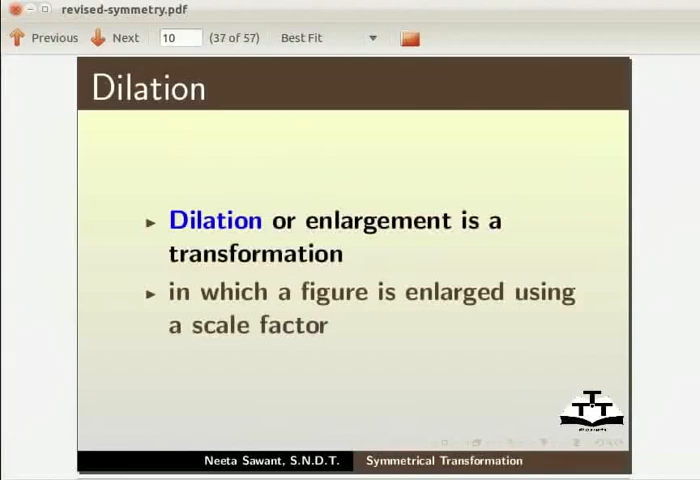 revised-symmetry.pdf
Previous Next 10 (37 of 57) Best Fit
Dilation
Dilation or enlargement is a
transformation
in which a figure is enlarged using
a scale factor
TTT
Neeta Sawant, S.N.D.T. Symmetrical Transformation